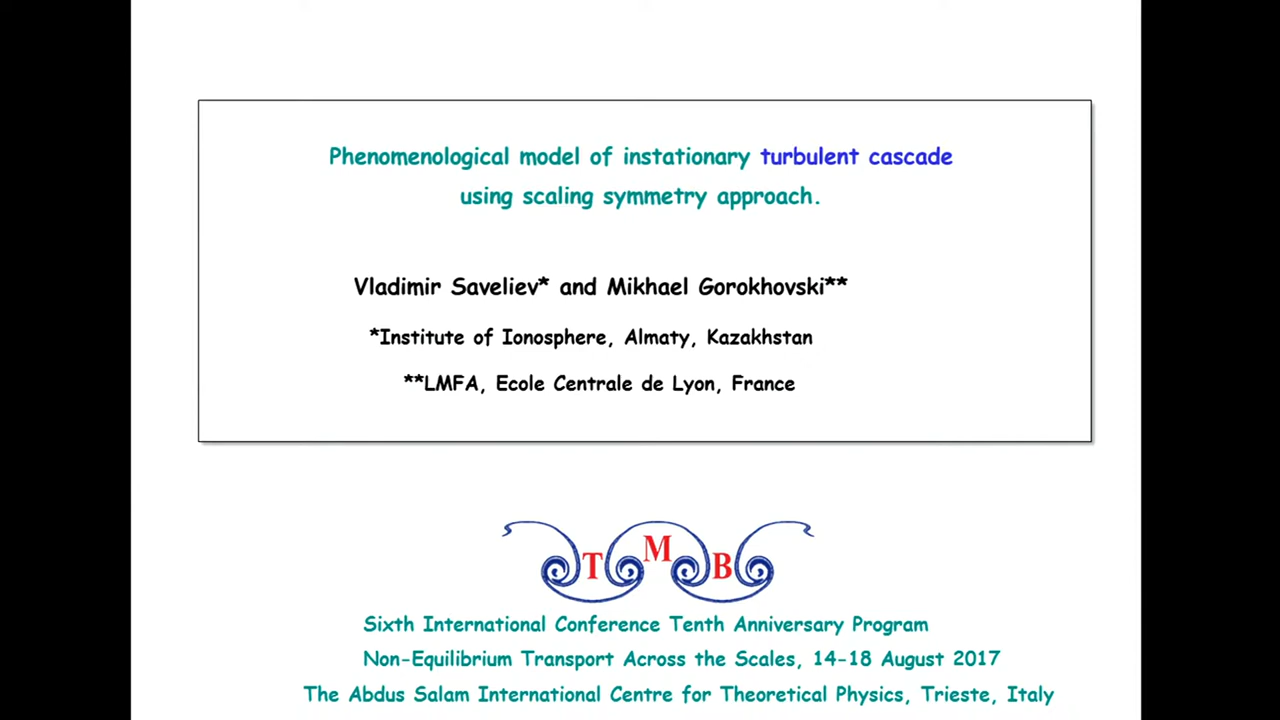 Phenomenological model of instationary turbulent cascade
using scaling symmetry approach.
Vladimir Saveliev* and Mikhael Gorokhovski**
*Institute of Ionosphere, Almaty, Kazakhstan
**LMFA, Ecole Centrale de Lyon, France
T M B
Sixth International Conference Tenth Anniversary Program
Non-Equilibrium Transport Across the Scales, 14-18 August 2017
The Abdus Salam International Centre for Theoretical Physics, Trieste, Italy